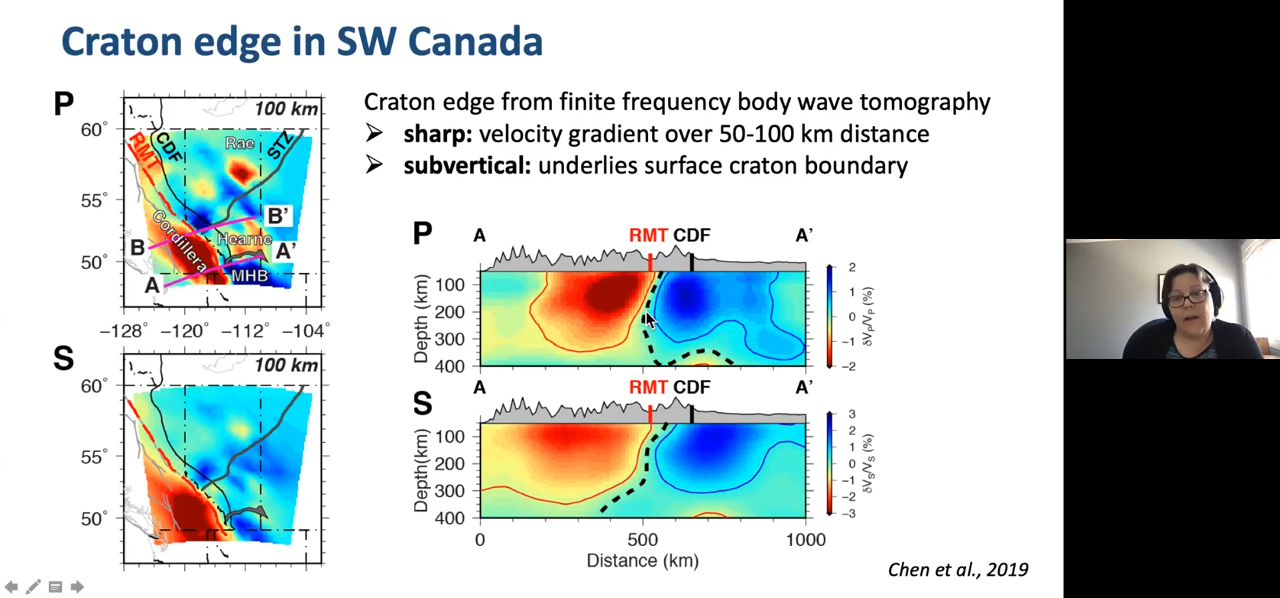 Craton edge in SW Canada
P
100 km
60°
55°
50°
RMT
CDF
Rae
STZ
Cordillera
Hearne
MHB
B
B'
A
A'
-128° -120° -112° -104°
S
100 km
60°
55°
50°
Craton edge from finite frequency body wave tomography
➢ sharp: velocity gradient over 50-100 km distance
➢ subvertical: underlies surface craton boundary
P
A RMT CDF A’
Depth (km)
100
200
300
400
2
1
0
-1
-2
δVP/VP (%)
S
A RMT CDF A’
Depth(km)
100
200
300
400
3
2
1
0
-1
-2
-3
δVS/VS (%)
0 500 1000
Distance (km)
Chen et al., 2019